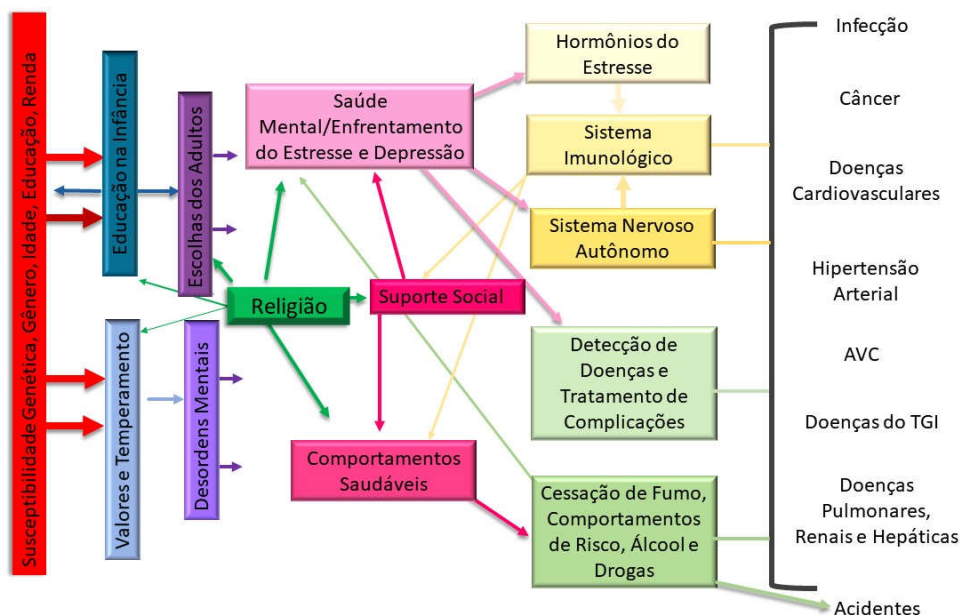 Susceptibilidade Genética, Gênero, Idade, Educação, Renda
Educação na Infância
Valores e Temperamento
Escolhas dos Adultos
Desordens Mentais
Religião
Saúde
Mental/Enfrentamento
do Estresse e Depressão
Suporte Social
Comportamentos
Saudáveis
Hormônios do
Estresse
Sistema
Imunológico
Sistema Nervoso
Autônomo
Detecção de
Doenças e
Tratamento de
Complicações
Cessação de Fumo,
Comportamentos
de Risco, Álcool e
Drogas
Infecção
Câncer
Doenças
Cardiovasculares
Hipertensão
Arterial
AVC
Doenças do TGI
Doenças
Pulmonares,
Renais e Hepáticas
Acidentes